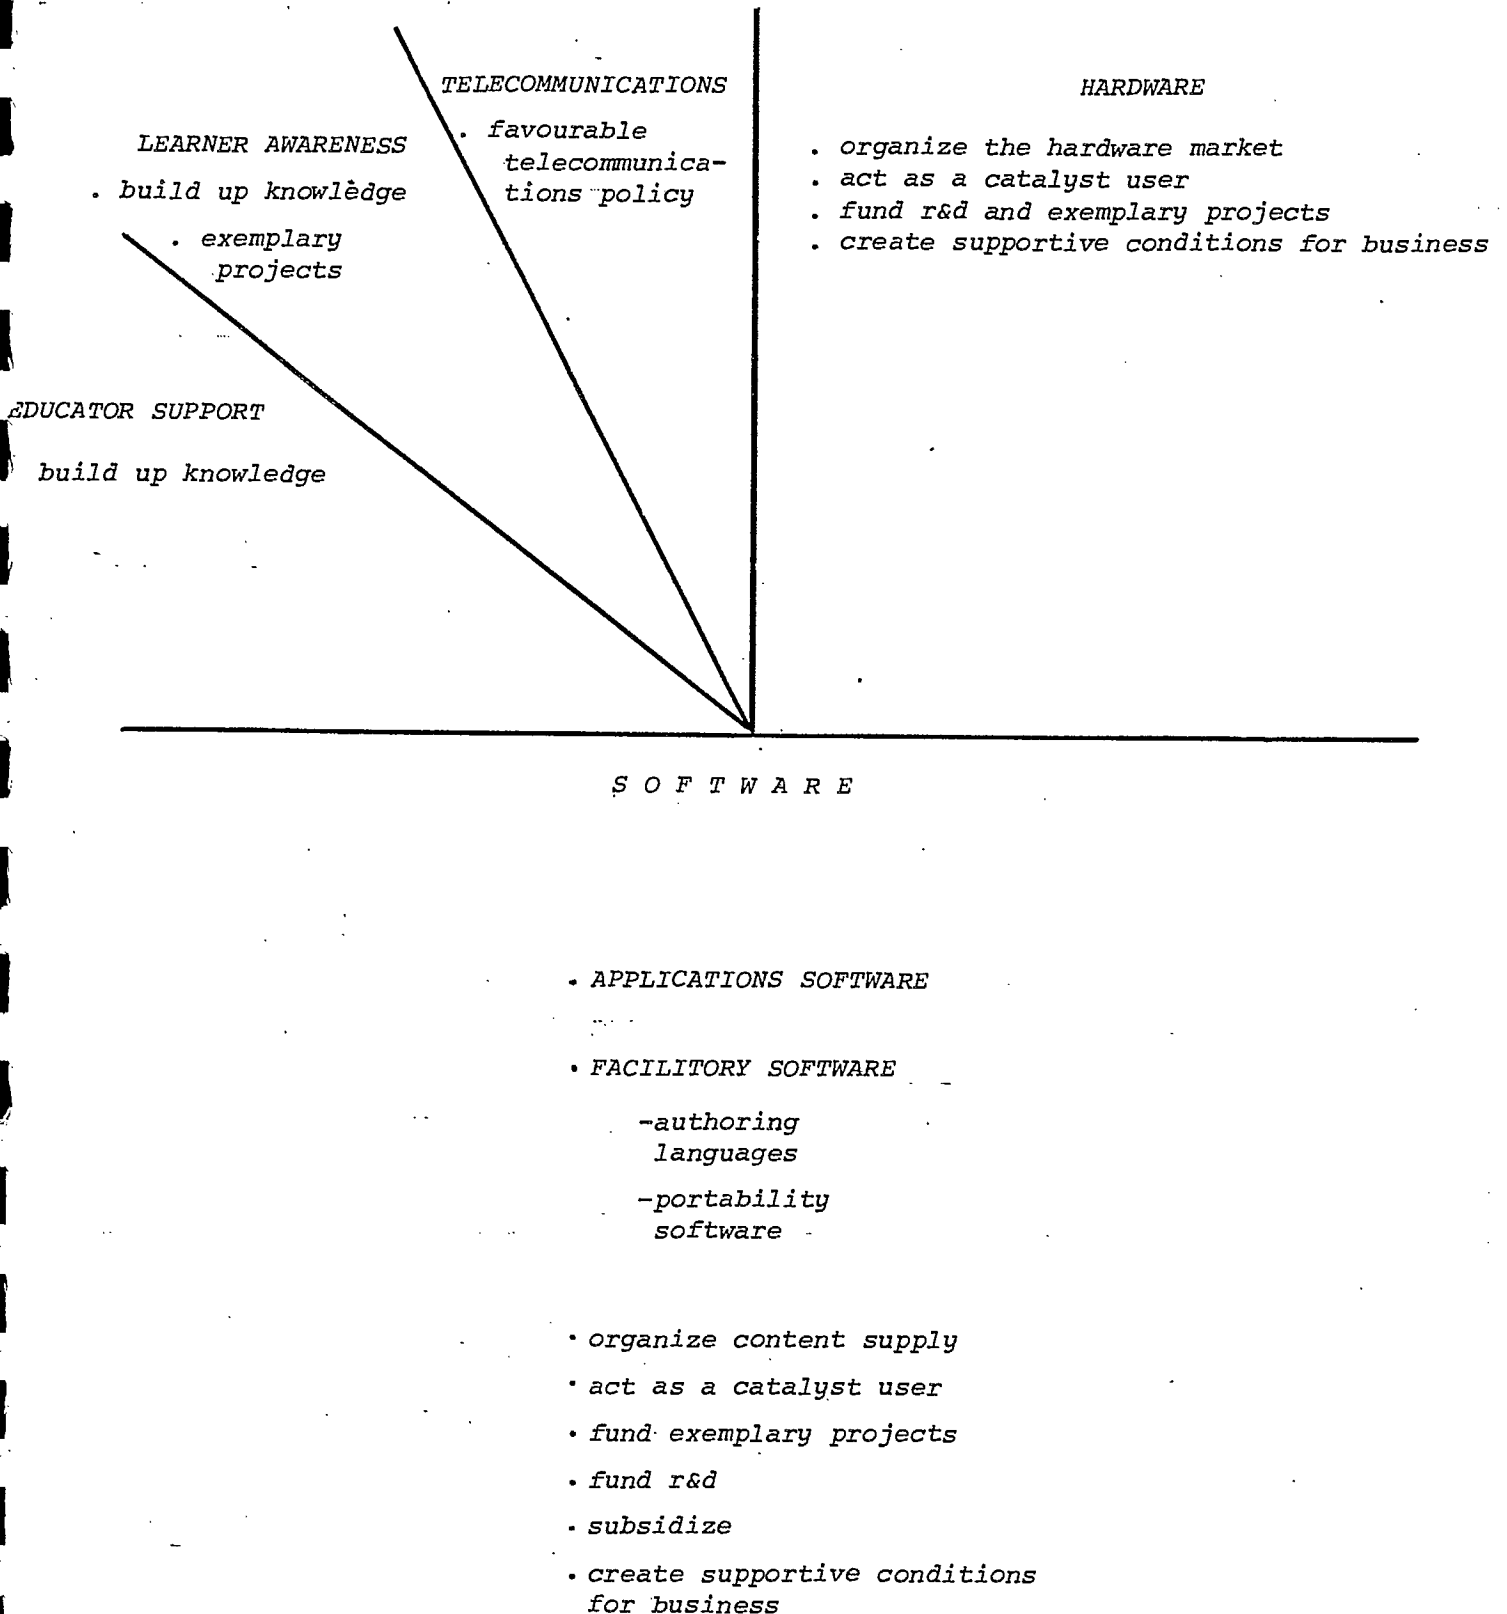 TELECOMMUNICATIONS
. favourable
telecommunica-
tions policy
HARDWARE
. organize the hardware market
. act as a catalyst user
. fund r&d and exemplary projects
. create supportive conditions for business
LEARNER AWARENESS
. build up knowledge
. exemplary
projects
EDUCATOR SUPPORT
build up knowledge
S O F T W A R E
. APPLICATIONS SOFTWARE
. FACILITORY SOFTWARE
-authoring
languages
-portability
software
. organize content supply
. act as a catalyst user
. fund exemplary projects
. fund r&d
. subsidize
. create supportive conditions
for business